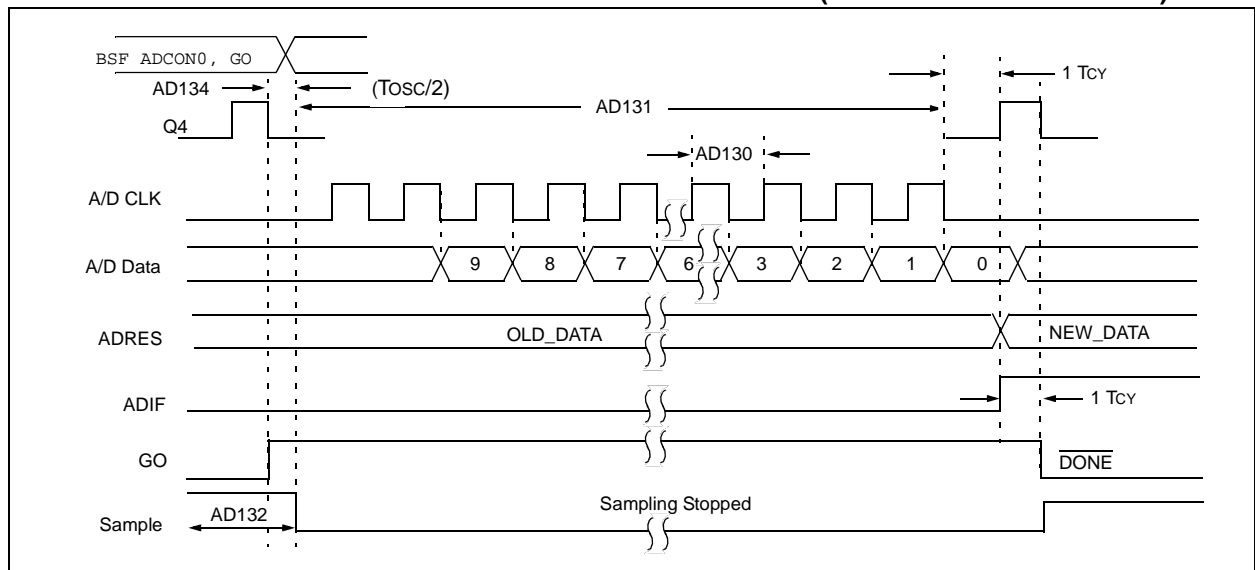 BSF ADCON0, GO
AD134
(TOSC/2)
1 TCY
AD131
Q4
AD130
A/D CLK
A/D Data
9
8
7
6
3
2
1
0
ADRES
OLD_DATA
NEW_DATA
ADIF
1 TCY
GO
DONE
Sampling Stopped
AD132
Sample